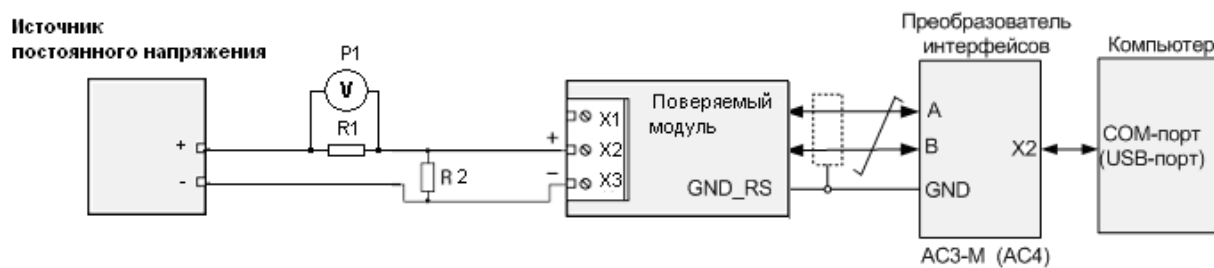 Источник
постоянного напряжения
P1
V
R1
+
-
R 2
+
−
X1
X2
X3
Поверяемый
модуль
GND_RS
Преобразователь
интерфейсов
A
B
X2
GND
АС3-М (АС4)
Компьютер
COM-порт
(USB-порт)